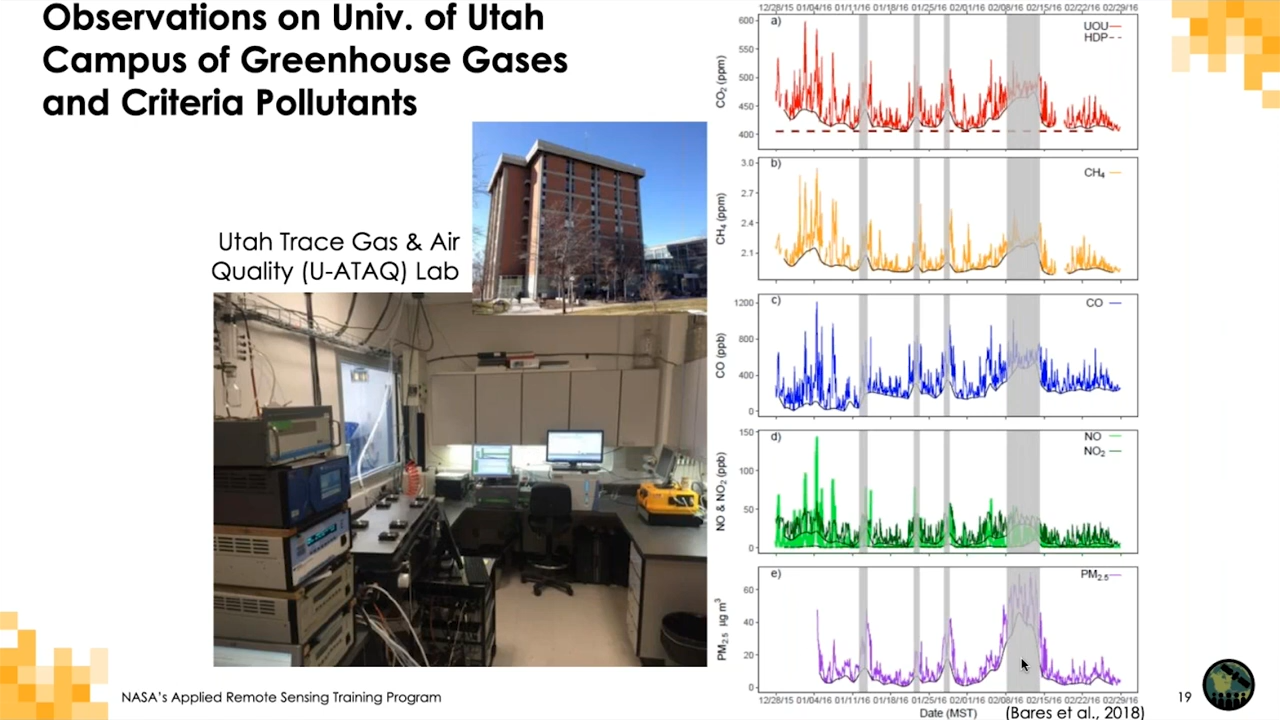 Observations on Univ. of Utah
Campus of Greenhouse Gases
and Criteria Pollutants
Utah Trace Gas & Air
Quality (U-ATAQ) Lab
12/28/15 01/04/16 01/11/16 01/18/16 01/25/16 02/01/16 02/08/16 02/15/16 02/22/16 02/29/16
a)
UOU
HDP
CO₂ (ppm)
600
550
500
450
400
b)
CH₄
CH₄ (ppm)
3.0
2.7
2.4
2.1
c)
CO
CO (ppb)
1200
800
400
0
d)
NO
NO₂
NO & NO₂ (ppb)
150
100
50
0
e)
PM₂.₅
PM₂.₅ µg m³
60
40
20
0
12/28/15 01/04/16 01/11/16 01/18/16 01/25/16 02/01/16 02/08/16 02/15/16 02/22/16 02/29/16
Date (MST)
(Bares et al., 2018)
NASA's Applied Remote Sensing Training Program
19